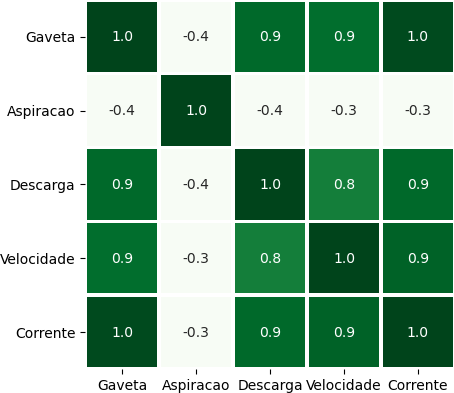 Gaveta 1.0 -0.4 0.9 0.9 1.0
Aspiracao -0.4 1.0 -0.4 -0.3 -0.3
Descarga 0.9 -0.4 1.0 0.8 0.9
Velocidade 0.9 -0.3 0.8 1.0 0.9
Corrente 1.0 -0.3 0.9 0.9 1.0
Gaveta Aspiracao Descarga Velocidade Corrente